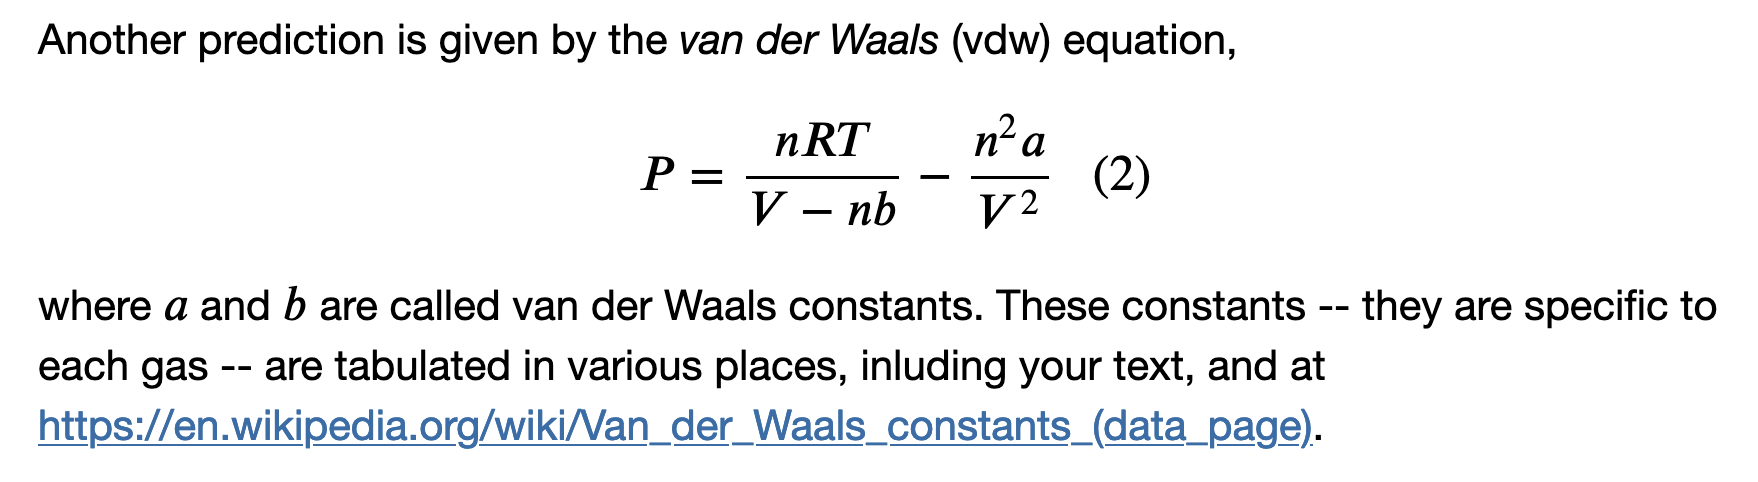 Another prediction is given by the van der Waals (vdw) equation,
P = nRT / (V − nb) − n²a / V² (2)
where a and b are called van der Waals constants. These constants -- they are specific to
each gas -- are tabulated in various places, inluding your text, and at
https://en.wikipedia.org/wiki/Van_der_Waals_constants_(data_page).